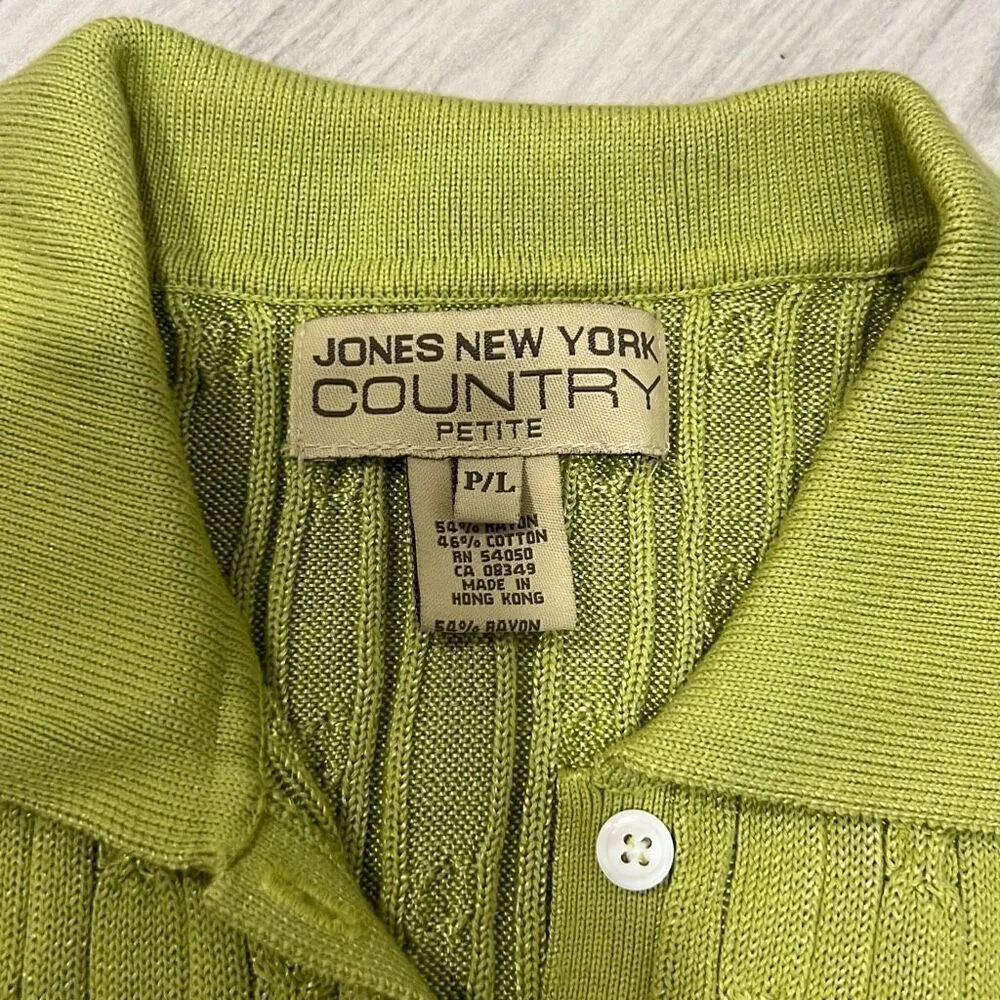 JONES NEW YORK
COUNTRY
PETITE
P/L
54% RAYON
46% COTTON
RN 54050
CA 08349
MADE IN
HONG KONG
54% RAYON